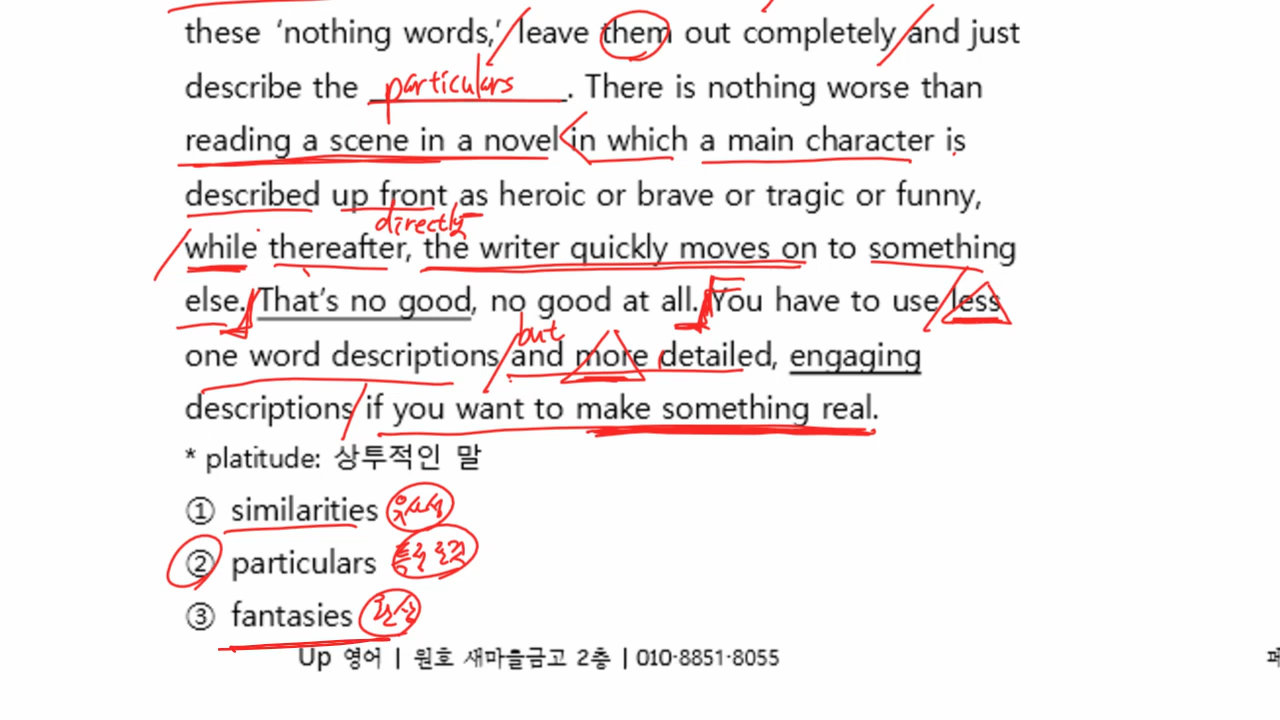 these ‘nothing words,’ leave them out completely and just
describe the particulars. There is nothing worse than
reading a scene in a novel in which a main character is
described up front as heroic or brave or tragic or funny,
directly
while thereafter, the writer quickly moves on to something
else. That’s no good, no good at all. You have to use less
but
one word descriptions and more detailed, engaging
descriptions if you want to make something real.
* platitude: 상투적인 말
① similarities 유사성
② particulars
③ fantasies 환상
Up 영어 | 원호 새마을금고 2층 | 010-8851-8055